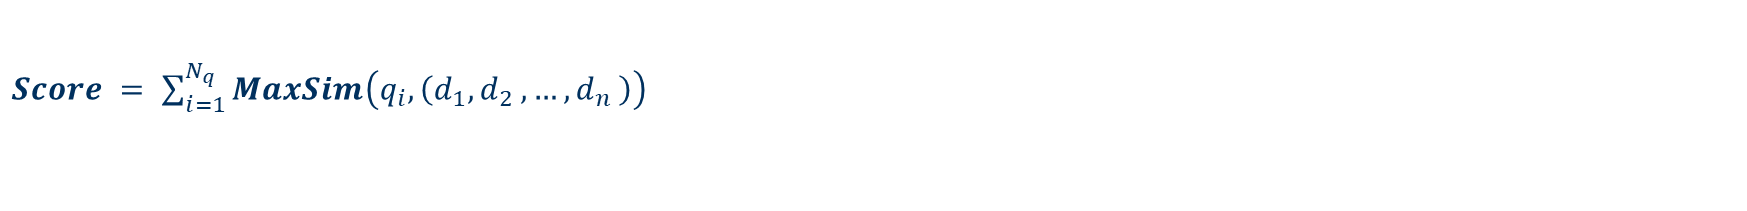 Score = ∑_{i=1}^{N_q} MaxSim(q_i, (d_1, d_2 , … , d_n ))